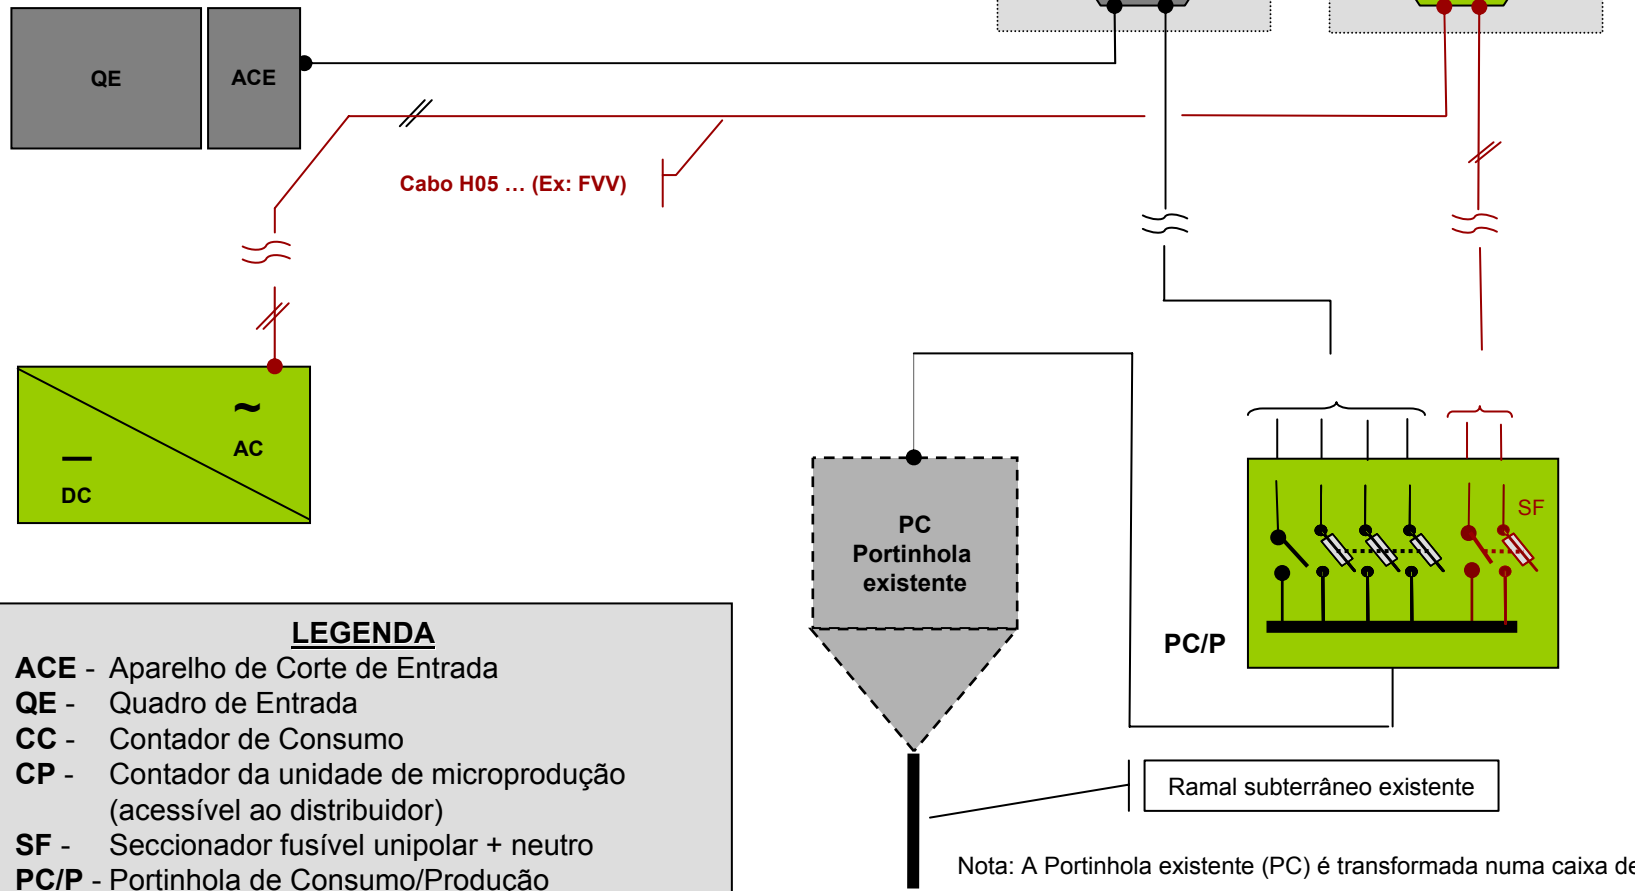 QE
ACE
Cabo H05 … (Ex: FVV)
~
AC
DC
SF
PC
Portinhola
existente
PC/P
LEGENDA
ACE - Aparelho de Corte de Entrada
QE - Quadro de Entrada
CC - Contador de Consumo
CP - Contador da unidade de microprodução
(acessível ao distribuidor)
SF - Seccionador fusível unipolar + neutro
PC/P - Portinhola de Consumo/Produção
Ramal subterrâneo existente
Nota: A Portinhola existente (PC) é transformada numa caixa de